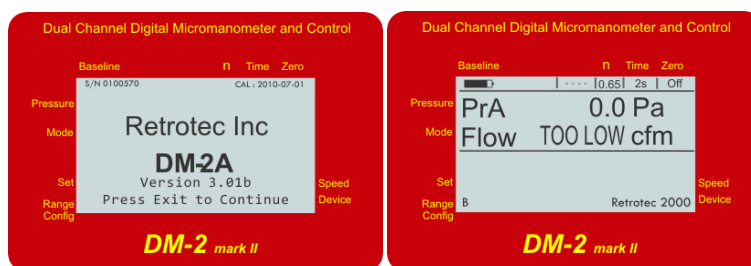 Dual Channel Digital Micromanometer and Control
Baseline n Time Zero
S/N 0100570 CAL : 2010-07-01
Pressure
Retrotec Inc
Mode
DM-2A
Set Version 3.01b Speed
Range Press Exit to Continue Device
Config
DM-2 mark II
Dual Channel Digital Micromanometer and Control
Baseline n Time Zero
- - - - 0.65 2s Off
Pressure PrA 0.0 Pa
Mode Flow TOO LOW cfm
Set Speed
Range B Retrotec 2000 Device
Config
DM-2 mark II